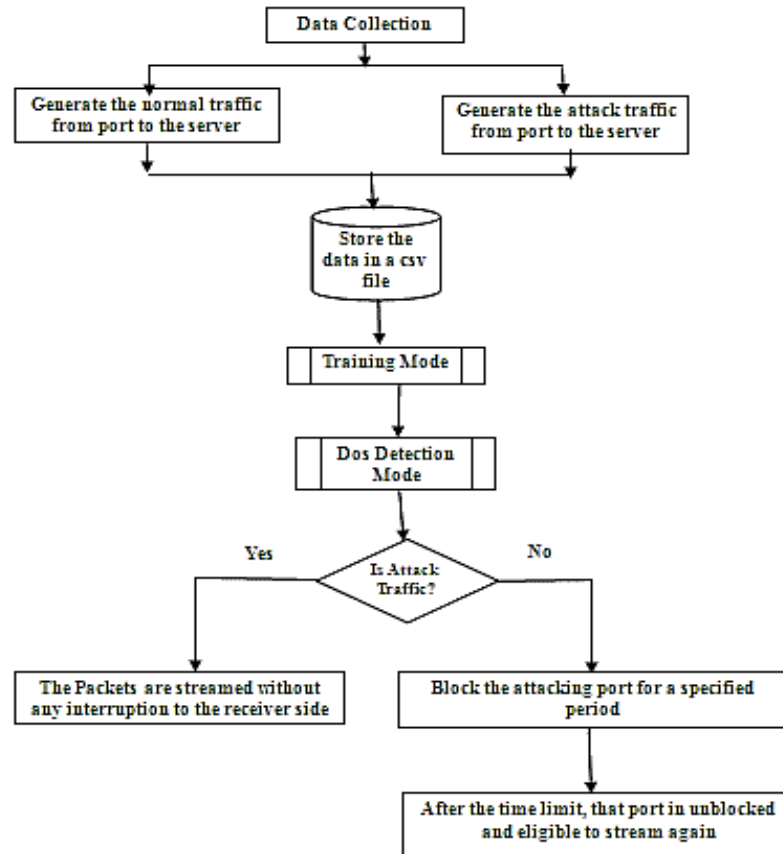 Data Collection
Generate the normal traffic
from port to the server
Generate the attack traffic
from port to the server
Store the
data in a csv
file
Training Mode
Dos Detection
Mode
Is Attack
Traffic?
Yes
No
The Packets are streamed without
any interruption to the receiver side
Block the attacking port for a specified
period
After the time limit, that port in unblocked
and eligible to stream again